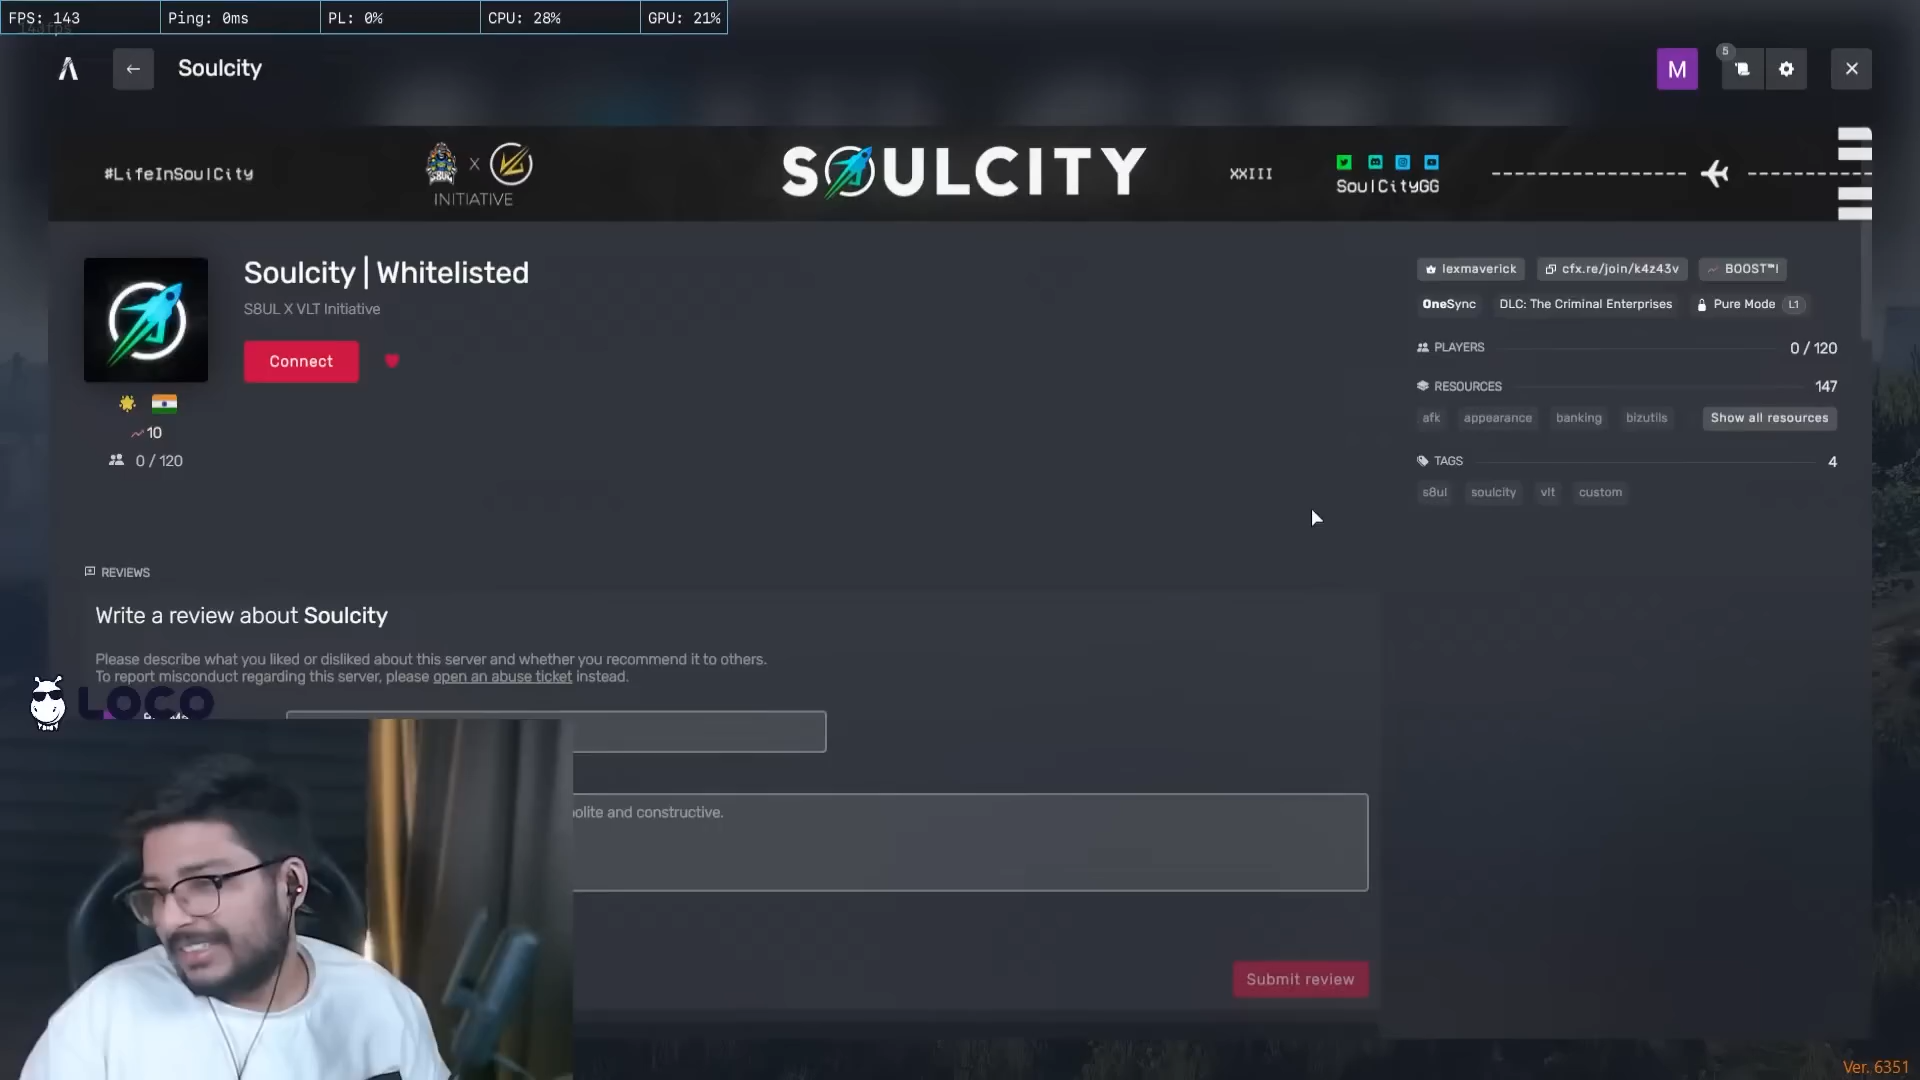 FPS: 143
Ping: 0ms
PL: 0%
CPU: 28%
GPU: 21%
143fps
Soulcity
M
5
#LifeInSoulCity
S8UL X
INITIATIVE
SOULCITY
XXIII
SoulCityGG
Soulcity | Whitelisted
S8UL X VLT Initiative
Connect
10
0 / 120
lexmaverick
cfx.re/join/k4z43v
BOOST™!
OneSync
DLC: The Criminal Enterprises
Pure Mode L1
PLAYERS 0 / 120
RESOURCES 147
afk appearance banking bizutils Show all resources
TAGS 4
s8ul soulcity vlt custom
REVIEWS
Write a review about Soulcity
Please describe what you liked or disliked about this server and whether you recommend it to others.
To report misconduct regarding this server, please open an abuse ticket instead.
LOCO
polite and constructive.
Submit review
Ver. 6351